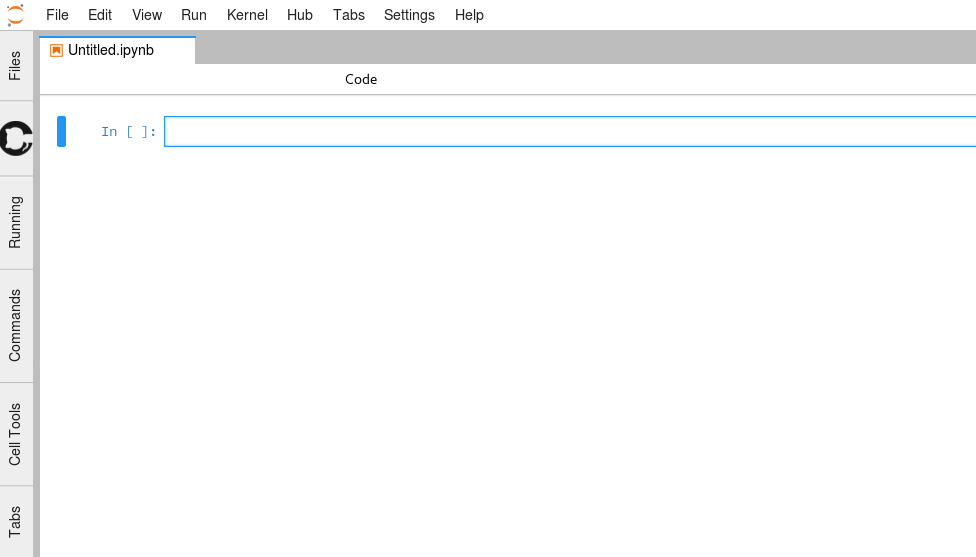 File Edit View Run Kernel Hub Tabs Settings Help
Untitled.ipynb
Code
In [ ]:
Files
Running
Commands
Cell Tools
Tabs